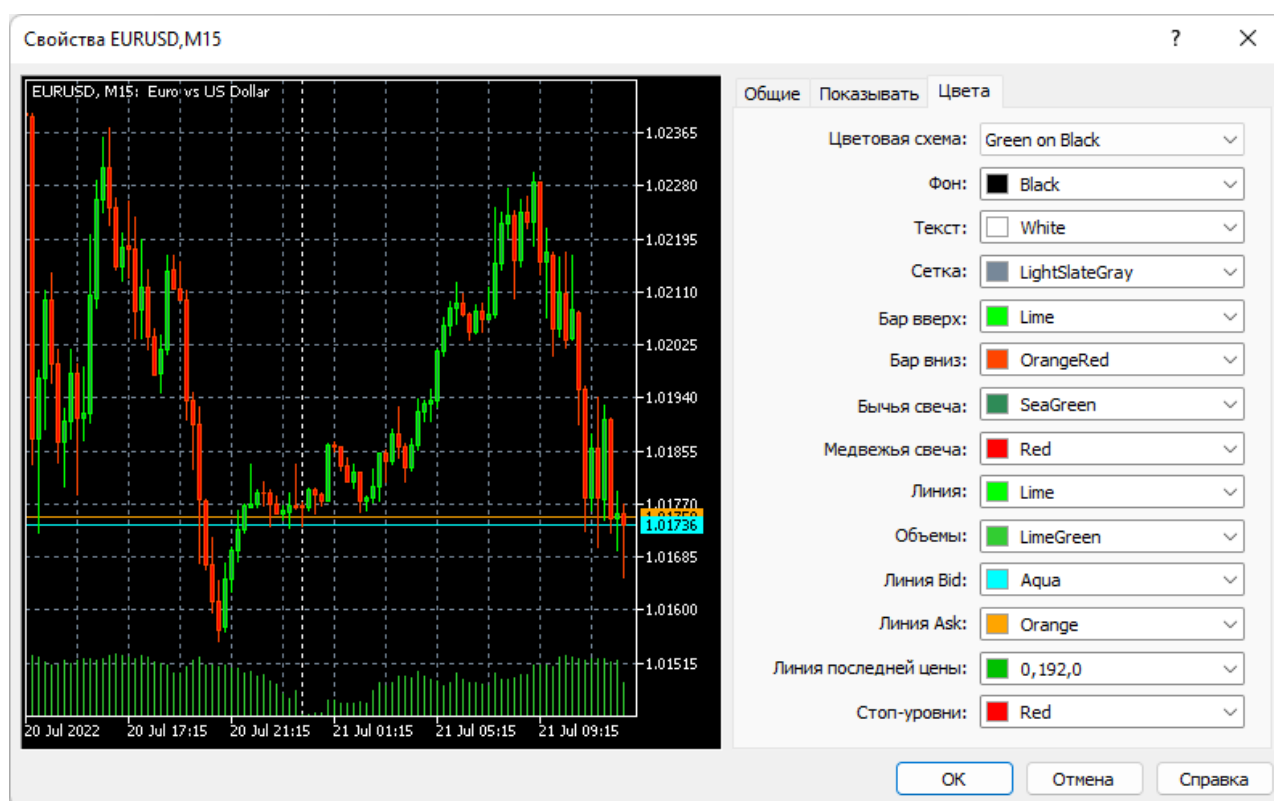 Свойства EURUSD,M15
?
EURUSD, M15: Euro vs US Dollar
1.02365
1.02280
1.02195
1.02110
1.02025
1.01940
1.01855
1.01770
1.01736
1.01685
1.01600
1.01515
20 Jul 2022 20 Jul 17:15 20 Jul 21:15 21 Jul 01:15 21 Jul 05:15 21 Jul 09:15
Общие Показывать Цвета
Цветовая схема: Green on Black
Фон: Black
Текст: White
Сетка: LightSlateGray
Бар вверх: Lime
Бар вниз: OrangeRed
Бычья свеча: SeaGreen
Медвежья свеча: Red
Линия: Lime
Объемы: LimeGreen
Линия Bid: Aqua
Линия Ask: Orange
Линия последней цены: 0,192,0
Стоп-уровни: Red
OK Отмена Справка